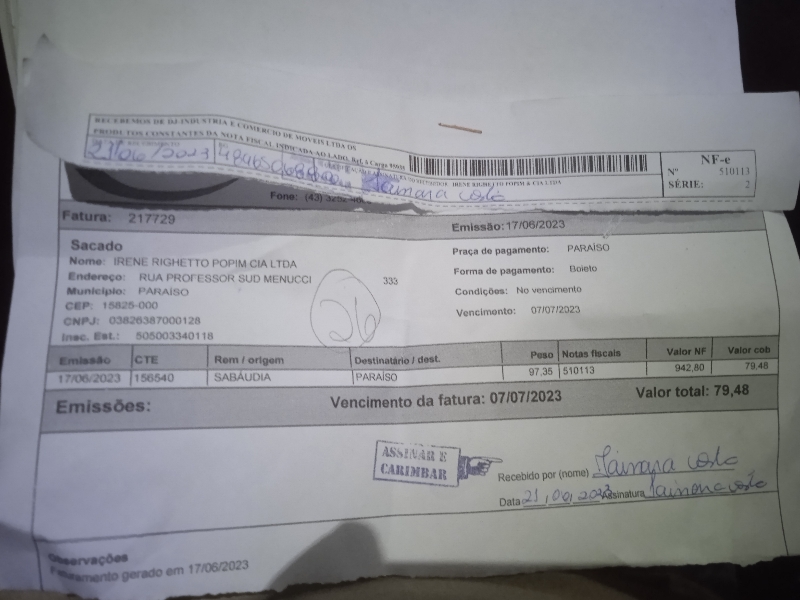 RECEBEMOS DE DJ-INDUSTRIA E COMERCIO DE MOVEIS LTDA OS
PRODUTOS CONSTANTES DA NOTA FISCAL INDICADA AO LADO. Ref. à Carga
21/06/2023
IRENE RIGHETTO POPIM & CIA LTDA
NF-e
Nº 510113
SÉRIE: 2
Fone: (43)
Fatura: 217729
Emissão: 17/06/2023
Sacado
Nome: IRENE RIGHETTO POPIM CIA LTDA
Endereço: RUA PROFESSOR SUD MENUCCI 333
Município: PARAÍSO
CEP: 15825-000
CNPJ: 03826387000128
Insc. Est.: 505003340118
26
Praça de pagamento: PARAÍSO
Forma de pagamento: Boleto
Condições: No vencimento
Vencimento: 07/07/2023
Emissão CTE Rem / origem Destinatário / dest. Peso Notas fiscais Valor NF Valor cob
17/06/2023 156540 SABÁUDIA PARAÍSO 97,35 510113 942,80 79,48
Emissões: Vencimento da fatura: 07/07/2023 Valor total: 79,48
ASSINAR E
CARIMBAR
Recebido por (nome)
Data Assinatura
Observações
Faturamento gerado em 17/06/2023